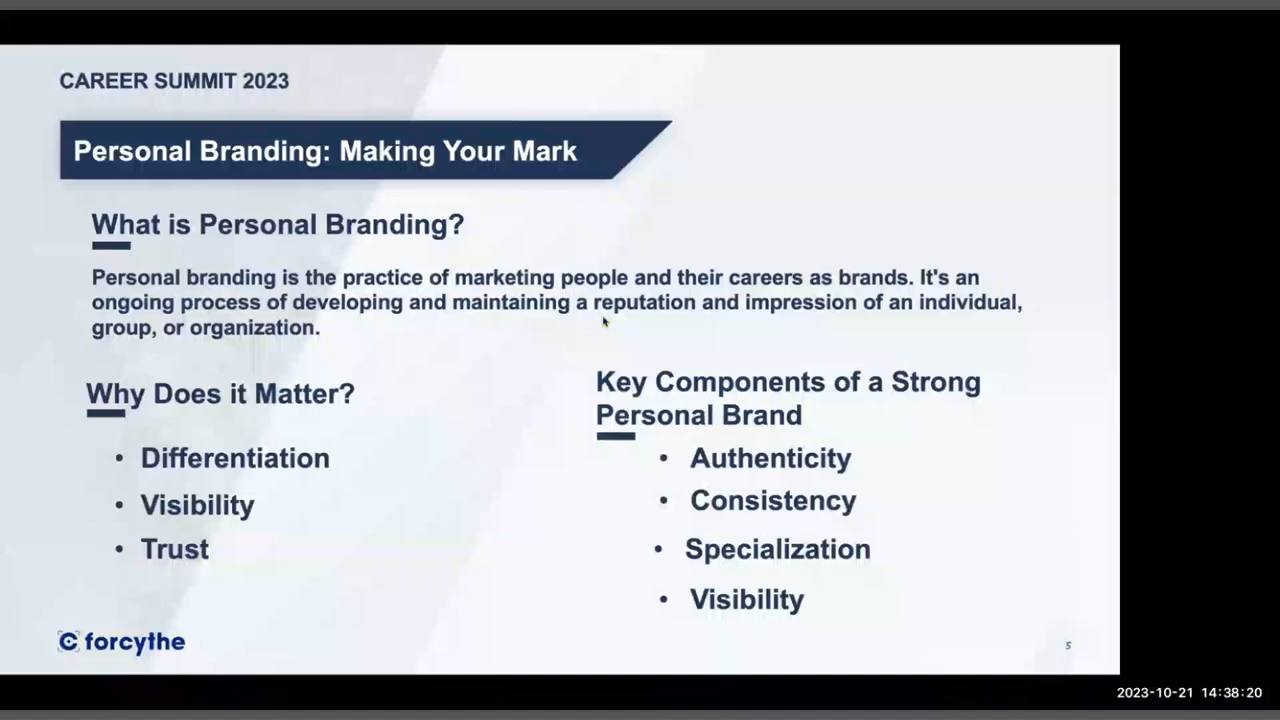 CAREER SUMMIT 2023
Personal Branding: Making Your Mark
What is Personal Branding?
Personal branding is the practice of marketing people and their careers as brands. It's an
ongoing process of developing and maintaining a reputation and impression of an individual,
group, or organization.
Why Does it Matter?
• Differentiation
• Visibility
• Trust
Key Components of a Strong
Personal Brand
• Authenticity
• Consistency
• Specialization
• Visibility
forcythe
5
2023-10-21 14:38:20